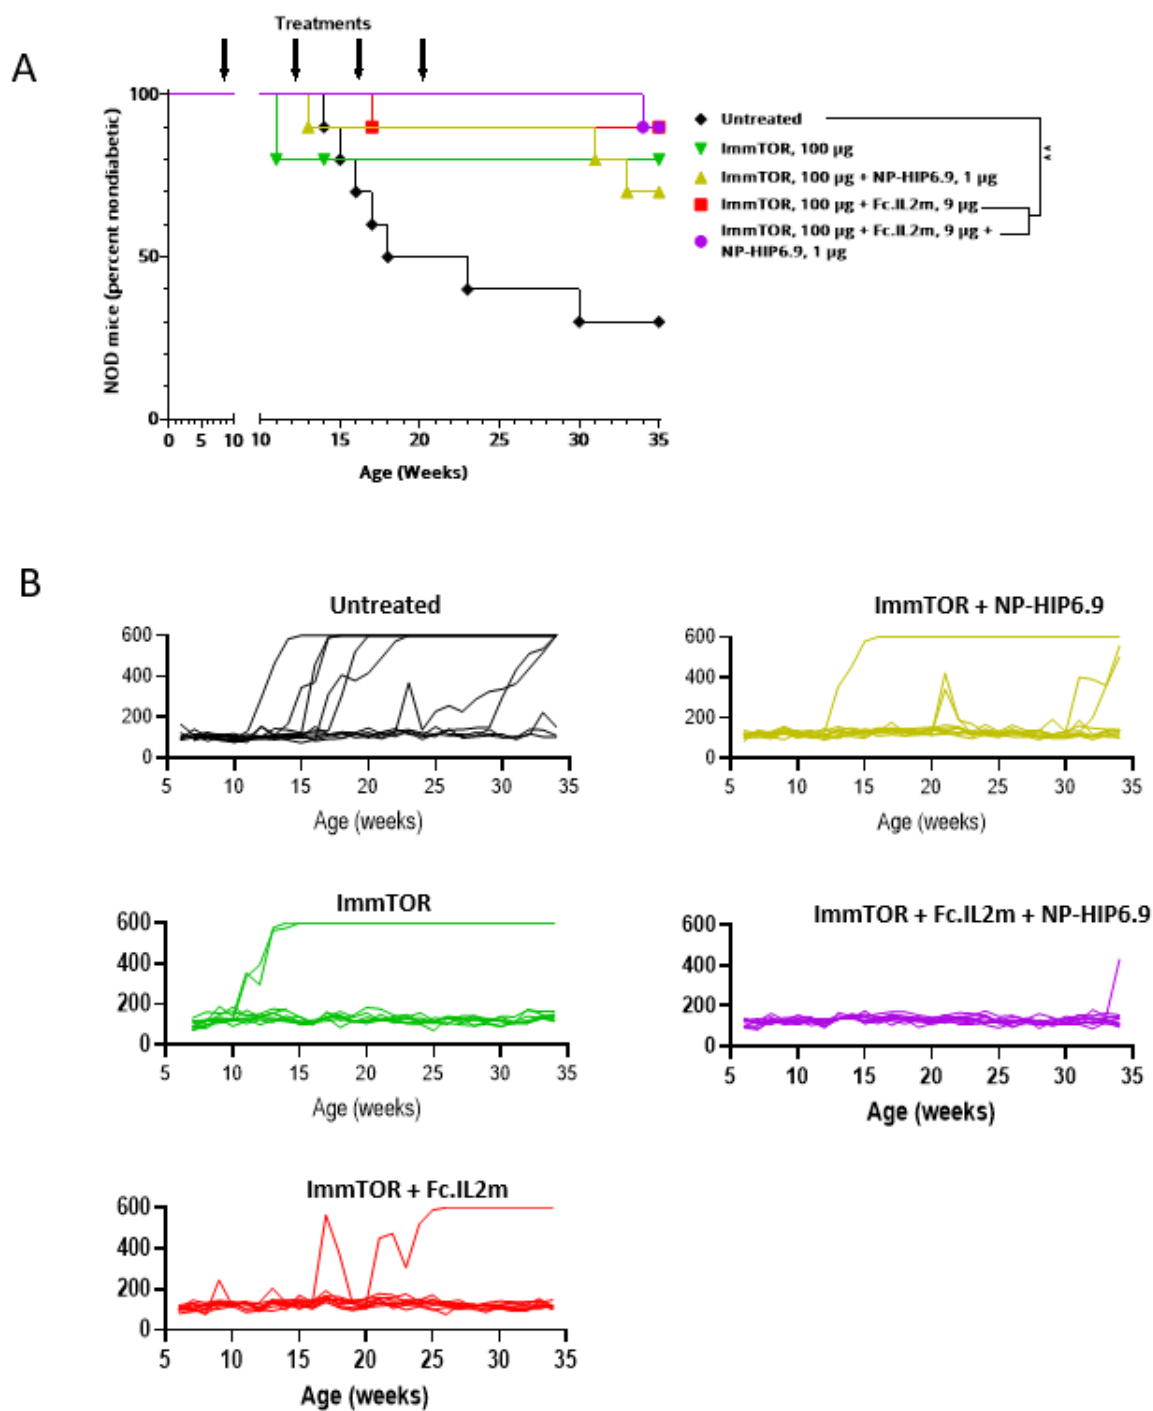 Treatments
A
NOD mice (percent nondiabetic)
100
50
0
0 5 10 10 15 20 25 30 35
Age (Weeks)
Untreated
ImmTOR, 100 µg
ImmTOR, 100 µg + NP-HIP6.9, 1 µg
ImmTOR, 100 µg + Fc.IL2m, 9 µg
ImmTOR, 100 µg + Fc.IL2m, 9 µg +
NP-HIP6.9, 1 µg
**
B
Untreated
600
400
200
0
5 10 15 20 25 30 35
Age (weeks)
ImmTOR + NP-HIP6.9
600
400
200
0
5 10 15 20 25 30 35
Age (weeks)
ImmTOR
600
400
200
0
5 10 15 20 25 30 35
Age (weeks)
ImmTOR + Fc.IL2m + NP-HIP6.9
600
400
200
0
5 10 15 20 25 30 35
Age (weeks)
ImmTOR + Fc.IL2m
600
400
200
0
5 10 15 20 25 30 35
Age (weeks)